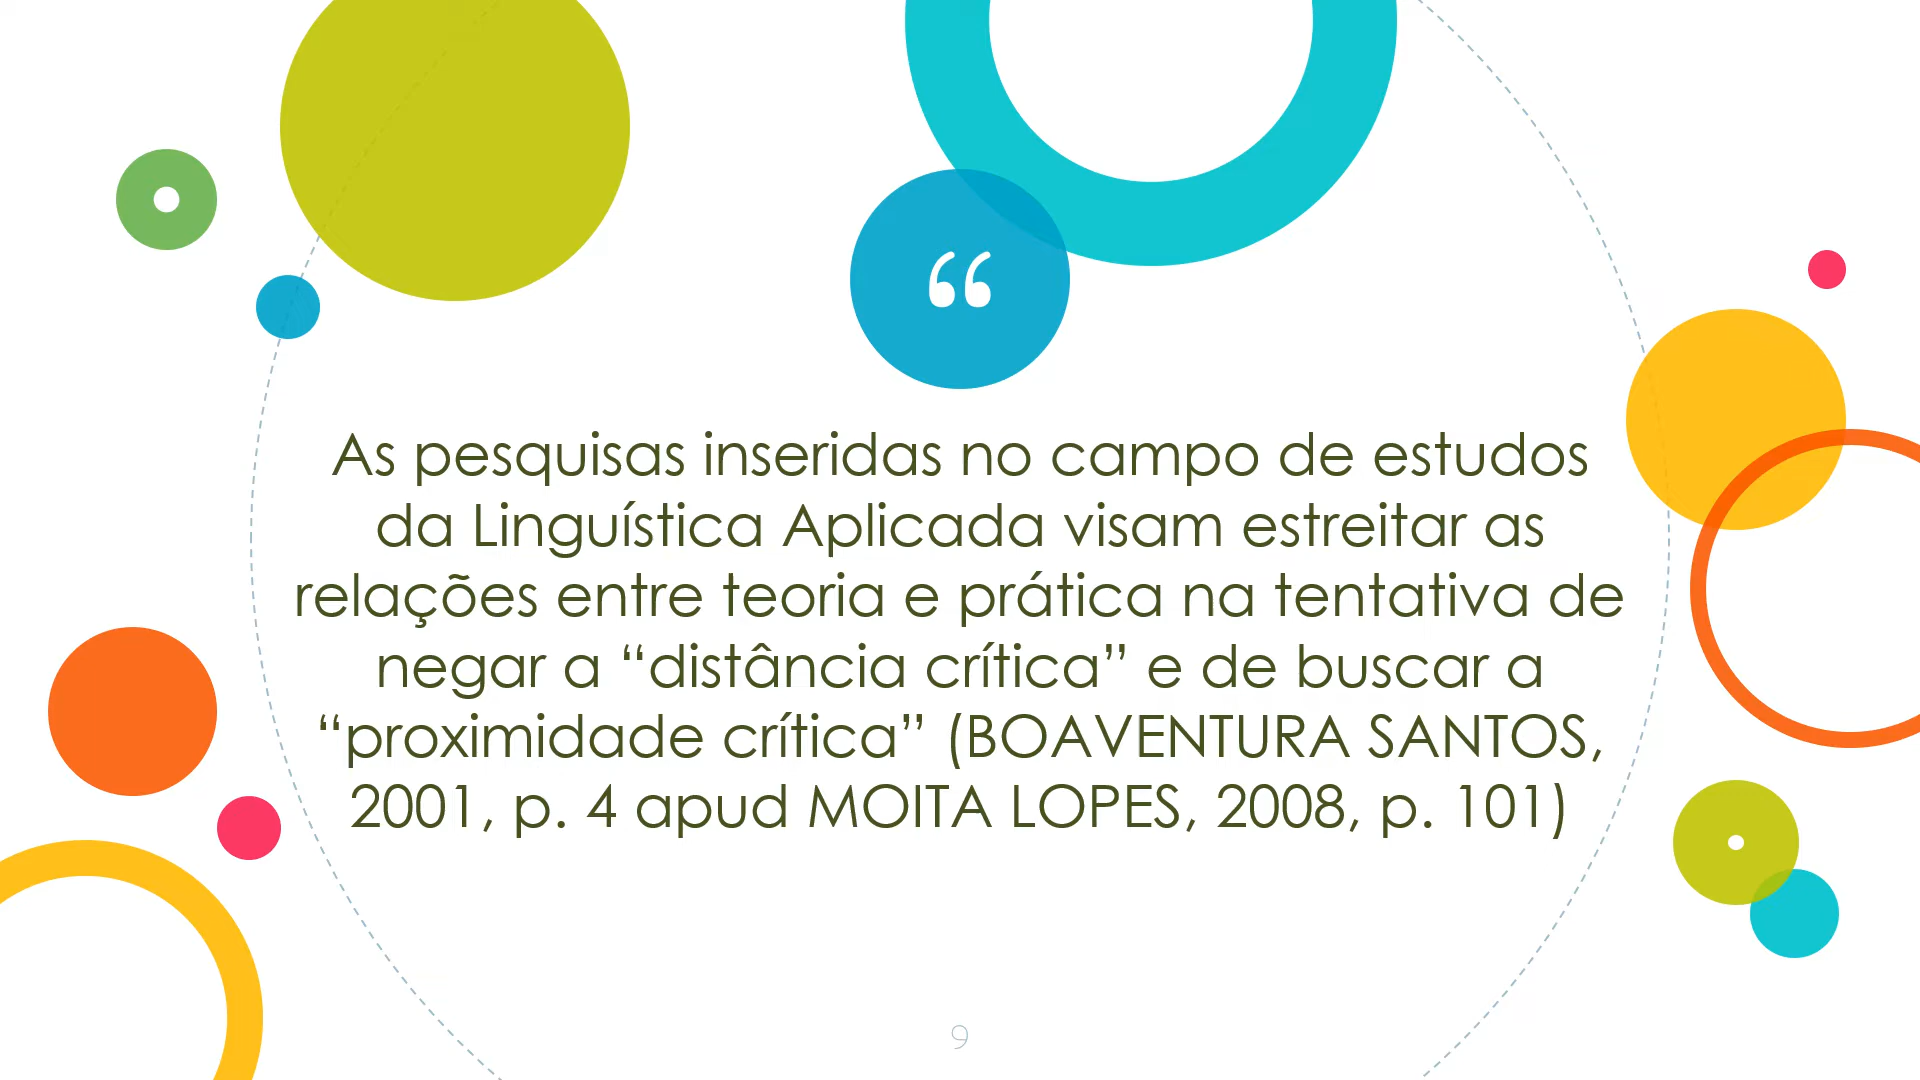 “
As pesquisas inseridas no campo de estudos
da Linguística Aplicada visam estreitar as
relações entre teoria e prática na tentativa de
negar a “distância crítica” e de buscar a
“proximidade crítica” (BOAVENTURA SANTOS,
2001, p. 4 apud MOITA LOPES, 2008, p. 101)
9